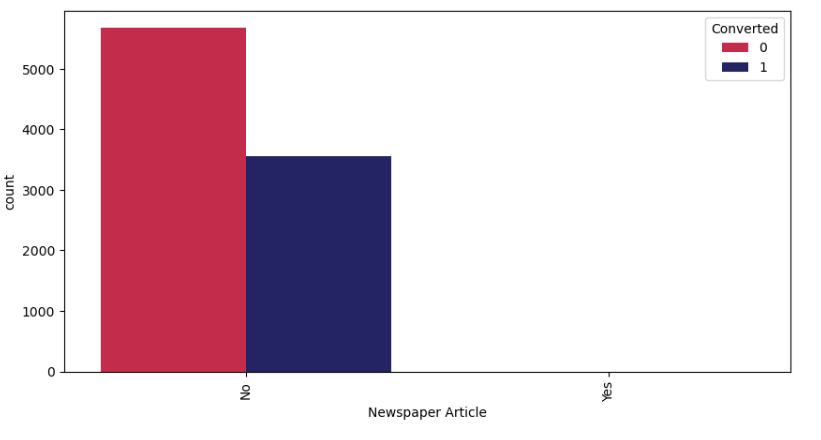 Converted
0
1
5000
4000
3000
2000
1000
0
count
No
Yes
Newspaper Article